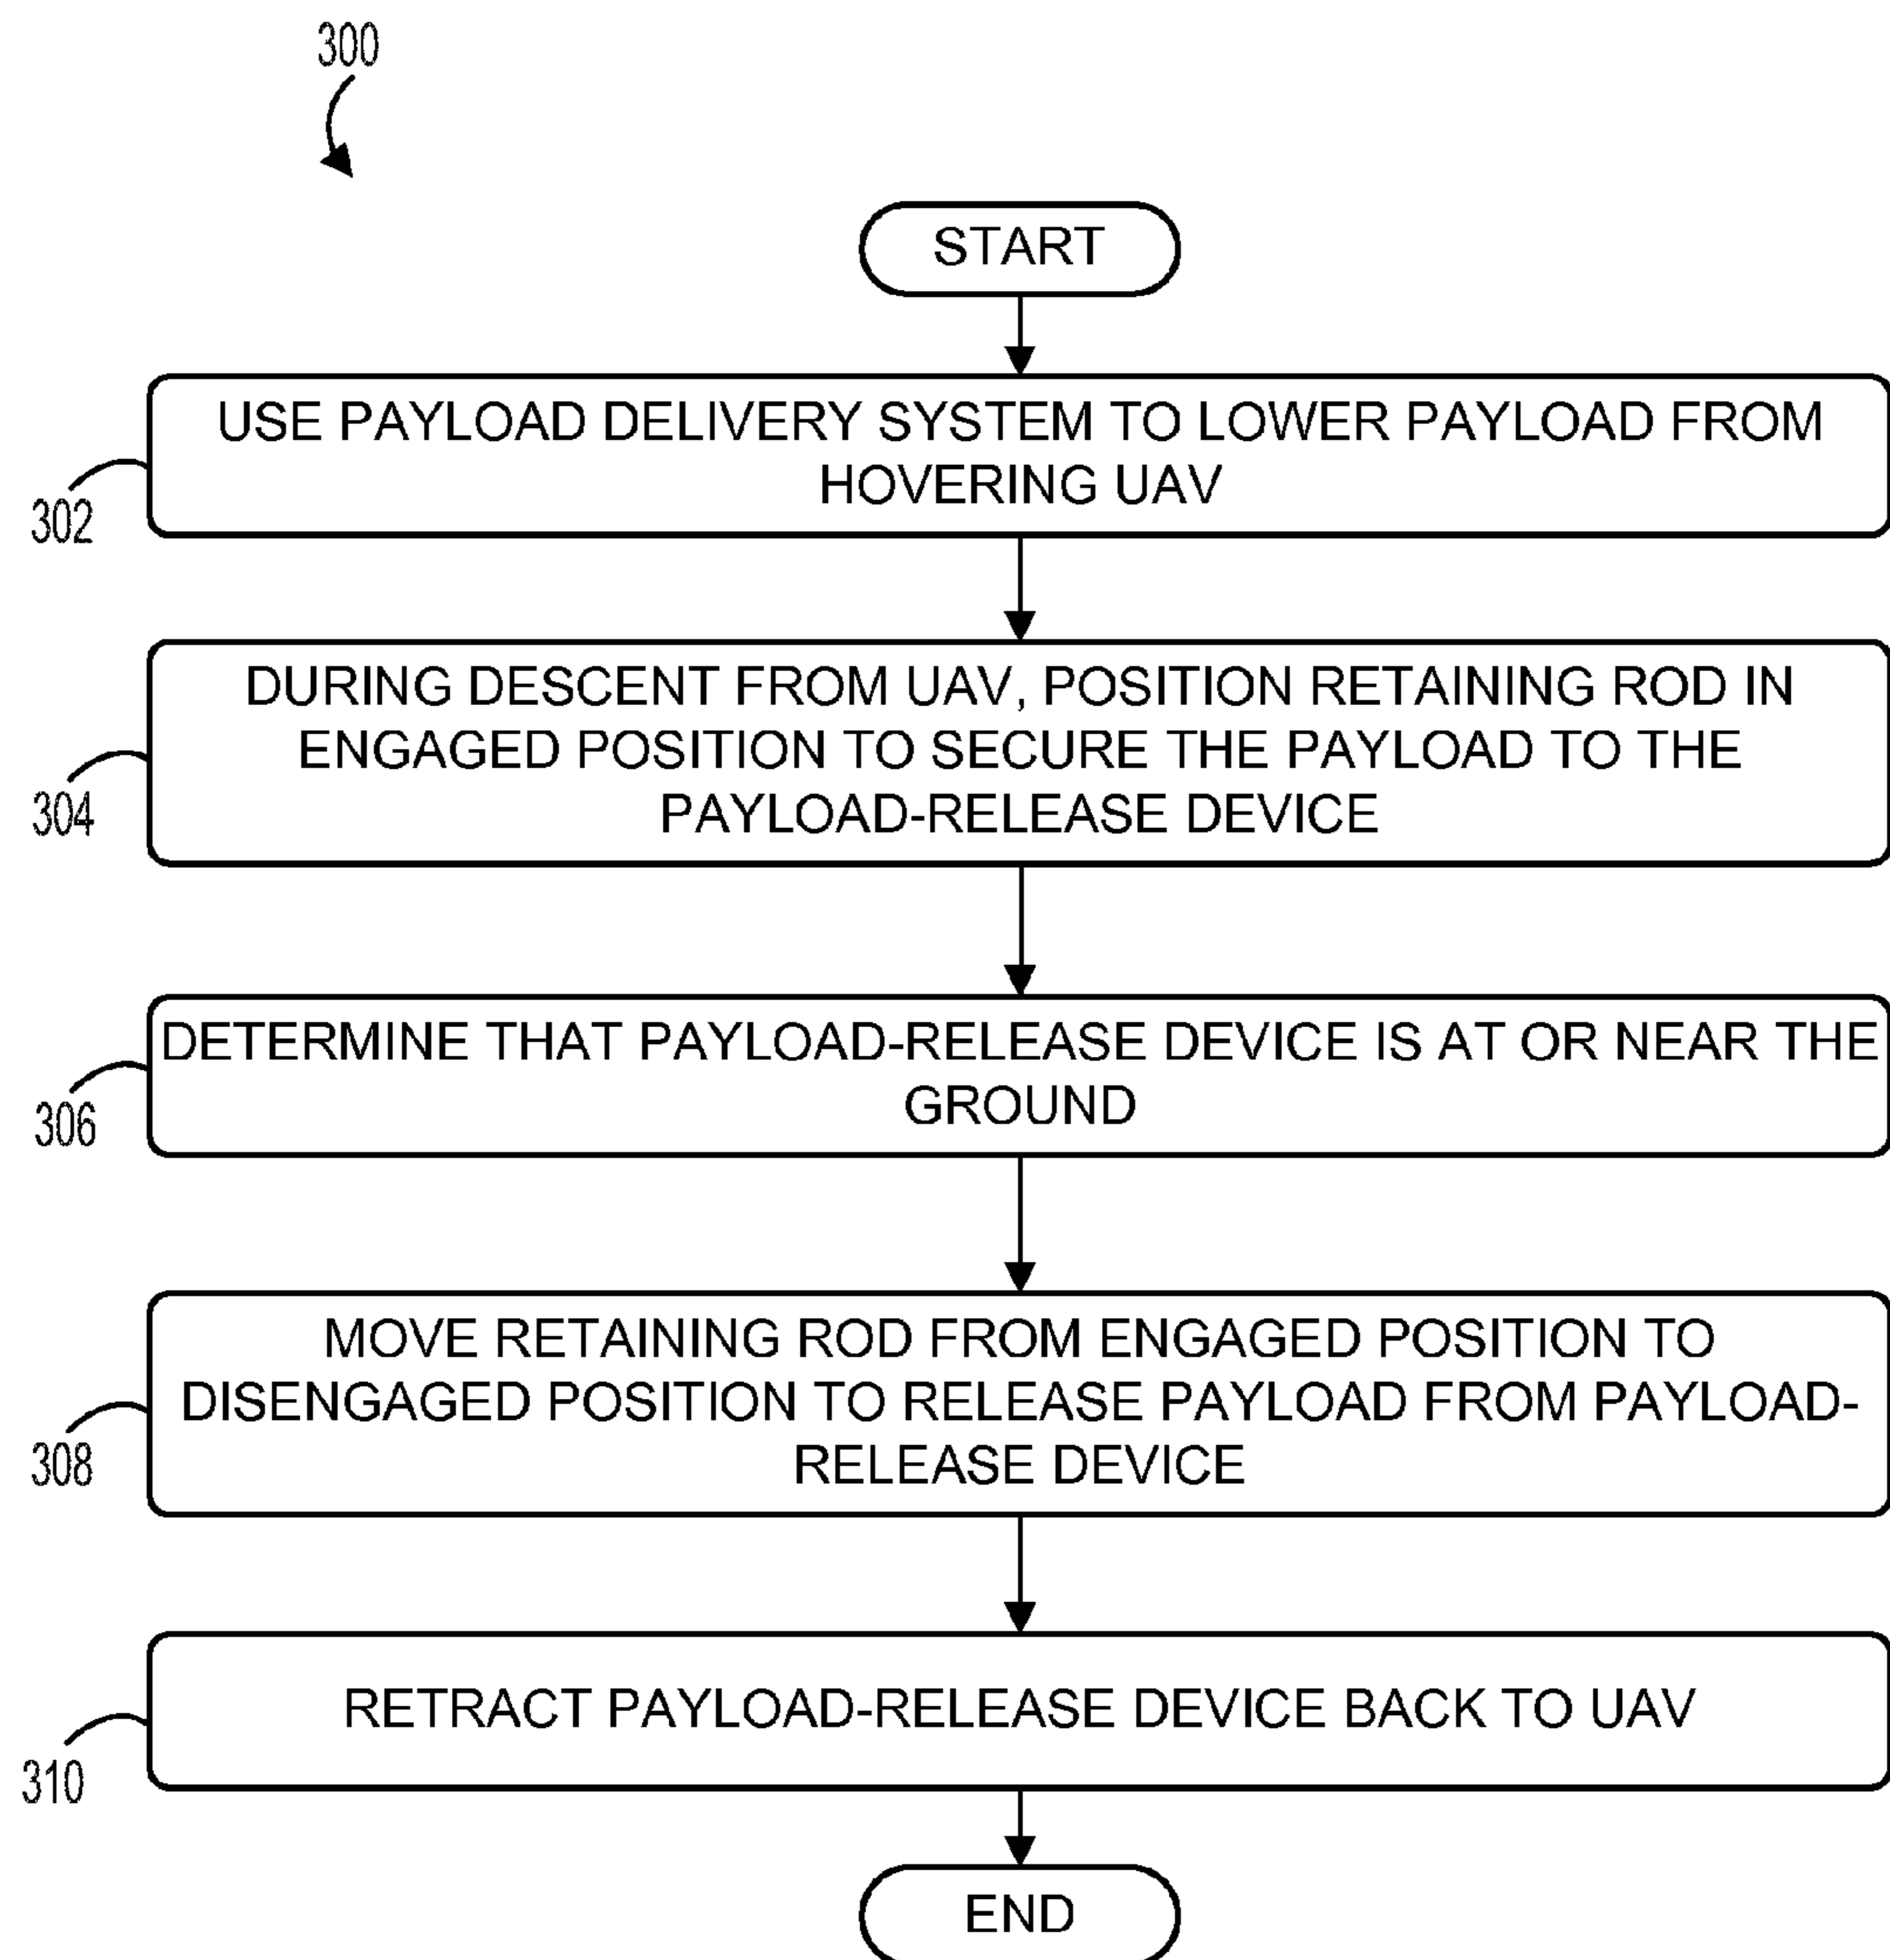 300
START
USE PAYLOAD DELIVERY SYSTEM TO LOWER PAYLOAD FROM
HOVERING UAV
302
DURING DESCENT FROM UAV, POSITION RETAINING ROD IN
ENGAGED POSITION TO SECURE THE PAYLOAD TO THE
PAYLOAD-RELEASE DEVICE
304
DETERMINE THAT PAYLOAD-RELEASE DEVICE IS AT OR NEAR THE
GROUND
306
MOVE RETAINING ROD FROM ENGAGED POSITION TO
DISENGAGED POSITION TO RELEASE PAYLOAD FROM PAYLOAD-
RELEASE DEVICE
308
RETRACT PAYLOAD-RELEASE DEVICE BACK TO UAV
310
END